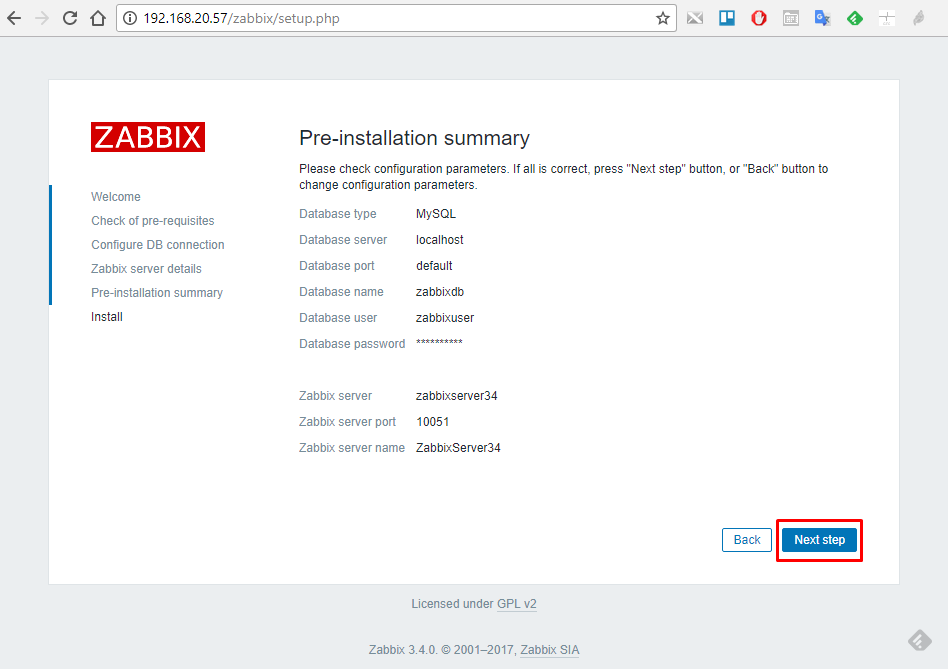 192.168.20.57/zabbix/setup.php
ZABBIX
Welcome
Check of pre-requisites
Configure DB connection
Zabbix server details
Pre-installation summary
Install
Pre-installation summary
Please check configuration parameters. If all is correct, press "Next step" button, or "Back" button to
change configuration parameters.
Database type MySQL
Database server localhost
Database port default
Database name zabbixdb
Database user zabbixuser
Database password **********
Zabbix server zabbixserver34
Zabbix server port 10051
Zabbix server name ZabbixServer34
Back Next step
Licensed under GPL v2
Zabbix 3.4.0. © 2001–2017, Zabbix SIA